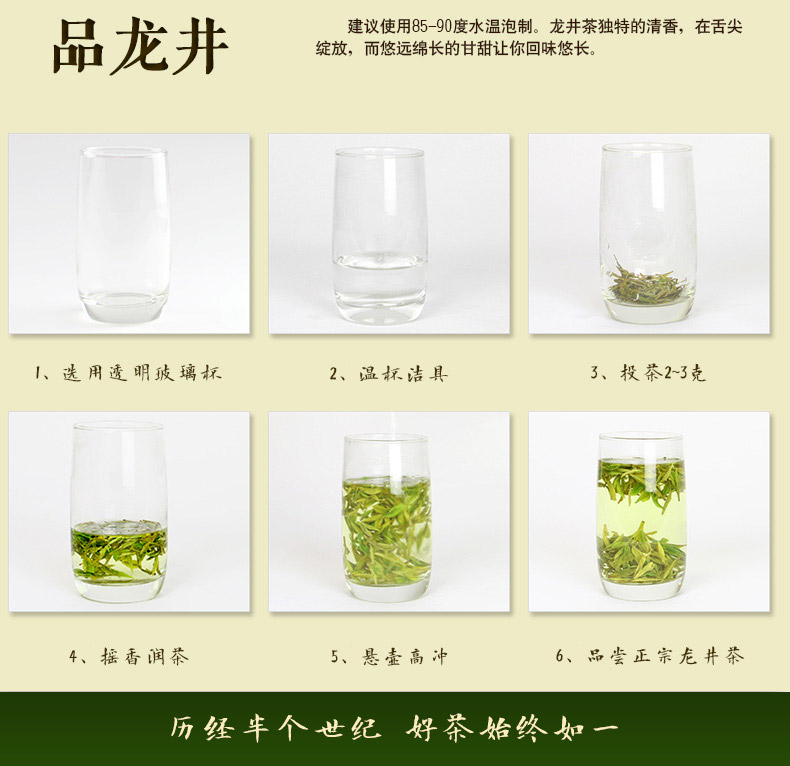 品龙井
建议使用85-90度水温泡制。龙井茶独特的清香，在舌尖
绽放，而悠远绵长的甘甜让你回味悠长。
1、选用透明玻璃杯
2、温杯洁具
3、投茶2~3克
4、摇香润茶
5、悬壶高冲
6、品尝正宗龙井茶
历经半个世纪 好茶始终如一